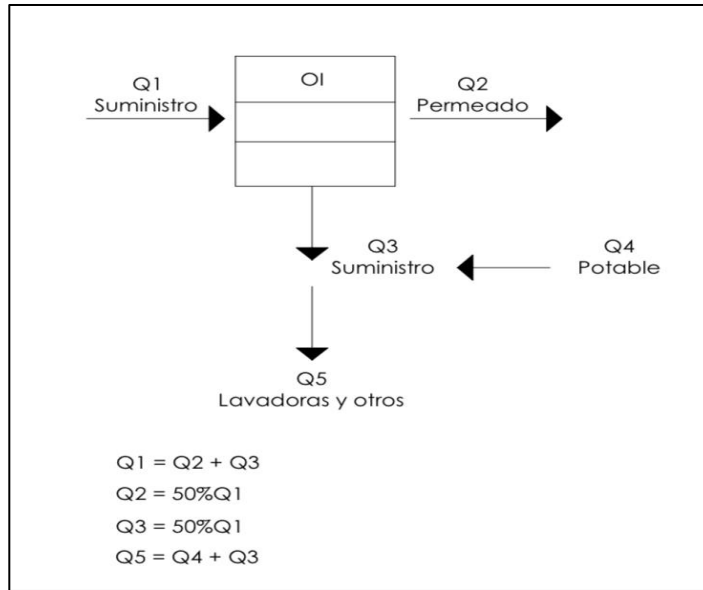 OI
Q1
Suministro
Q2
Permeado
Q3
Suministro
Q4
Potable
Q5
Lavadoras y otros
Q1 = Q2 + Q3
Q2 = 50%Q1
Q3 = 50%Q1
Q5 = Q4 + Q3